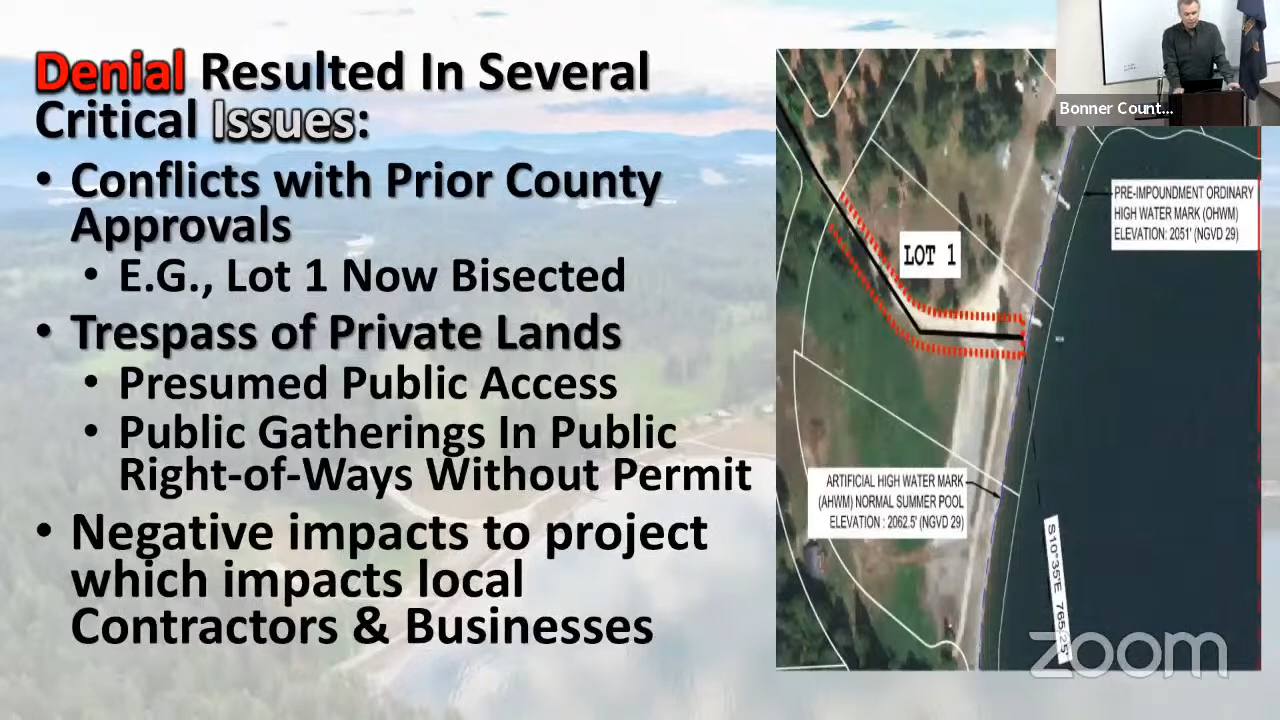 Denial Resulted In Several
Critical Issues:
• Conflicts with Prior County
Approvals
• E.G., Lot 1 Now Bisected
• Trespass of Private Lands
• Presumed Public Access
• Public Gatherings In Public
Right-of-Ways Without Permit
• Negative impacts to project
which impacts local
Contractors & Businesses
Bonner Count...
PRE-IMPOUNDMENT ORDINARY
HIGH WATER MARK (OHWM)
ELEVATION: 2051' (NGVD 29)
LOT 1
ARTIFICIAL HIGH WATER MARK
(AHWM) NORMAL SUMMER POOL
ELEVATION : 2062.5' (NGVD 29)
S10°35'E 765.25'
zoom